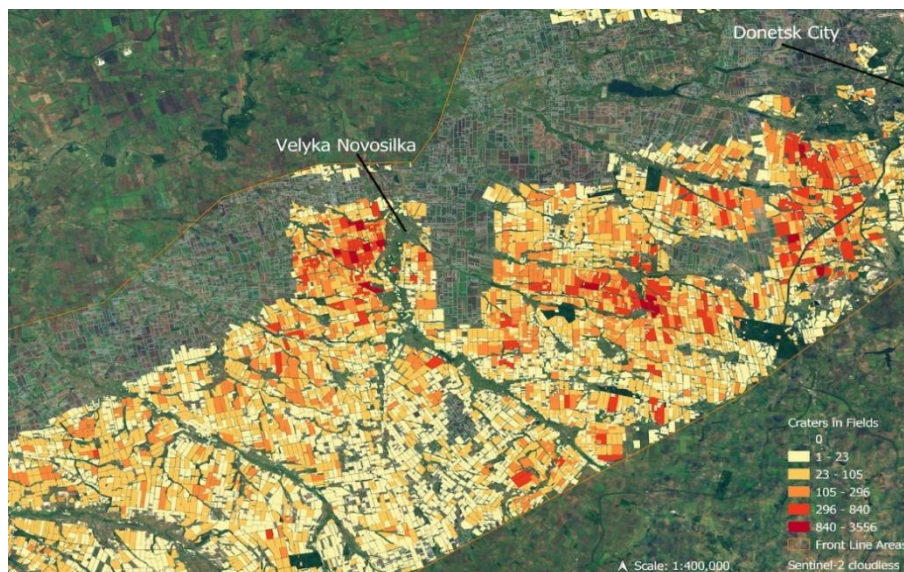 Donetsk City
Velyka Novosilka
Craters In Fields
0
1 - 23
23 - 105
105 - 296
296 - 840
840 - 3556
Front Line Areas
Scale: 1:400,000
Sentinel-2 cloudless